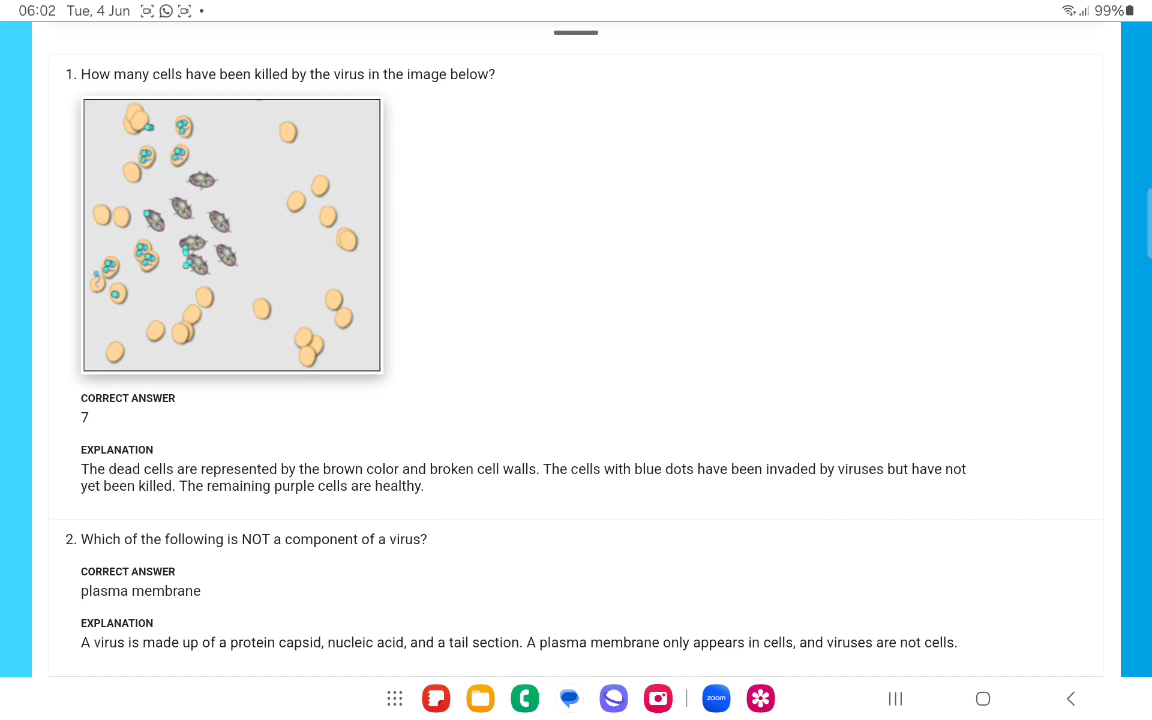 06:02 Tue, 4 Jun
99%
1. How many cells have been killed by the virus in the image below?
CORRECT ANSWER
7
EXPLANATION
The dead cells are represented by the brown color and broken cell walls. The cells with blue dots have been invaded by viruses but have not
yet been killed. The remaining purple cells are healthy.
2. Which of the following is NOT a component of a virus?
CORRECT ANSWER
plasma membrane
EXPLANATION
A virus is made up of a protein capsid, nucleic acid, and a tail section. A plasma membrane only appears in cells, and viruses are not cells.
zoom